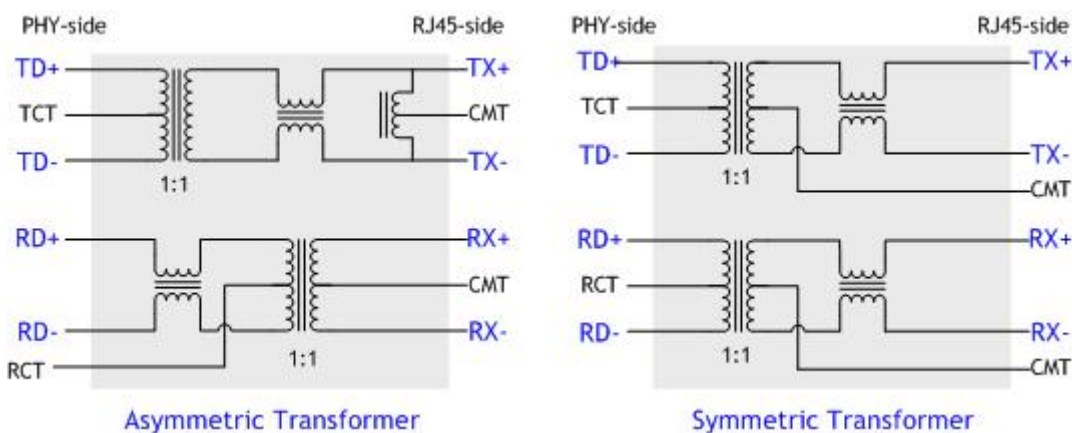 PHY-side RJ45-side
TD+ TX+
TCT CMT
TD- TX-
1:1
RD+ RX+
CMT
RD- RX-
RCT 1:1
Asymmetric Transformer
PHY-side RJ45-side
TD+ TX+
TCT
TD- TX-
1:1 CMT
RD+ RX+
RCT
RD- RX-
1:1 CMT
Symmetric Transformer